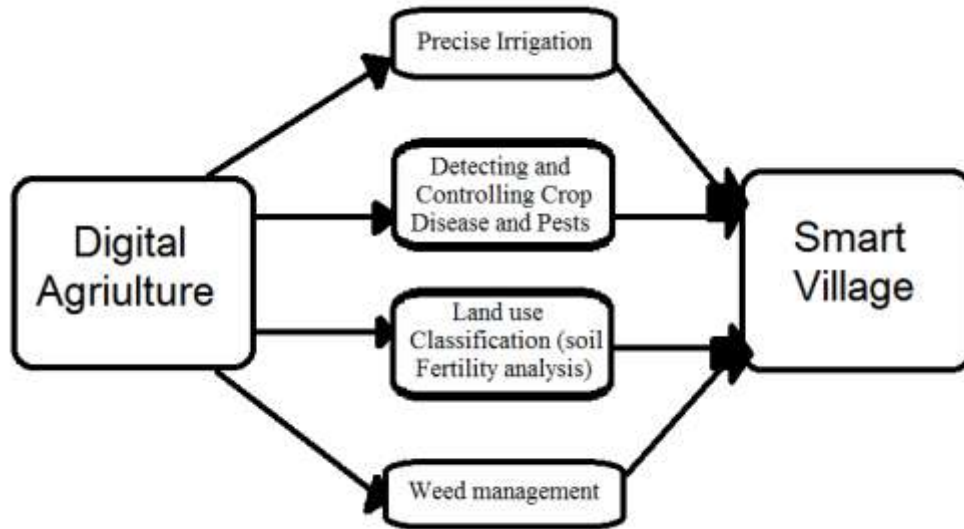 Precise Irrigation
Detecting and
Controlling Crop
Disease and Pests
Digital
Agriulture
Smart
Village
Land use
Classification (soil
Fertility analysis)
Weed management